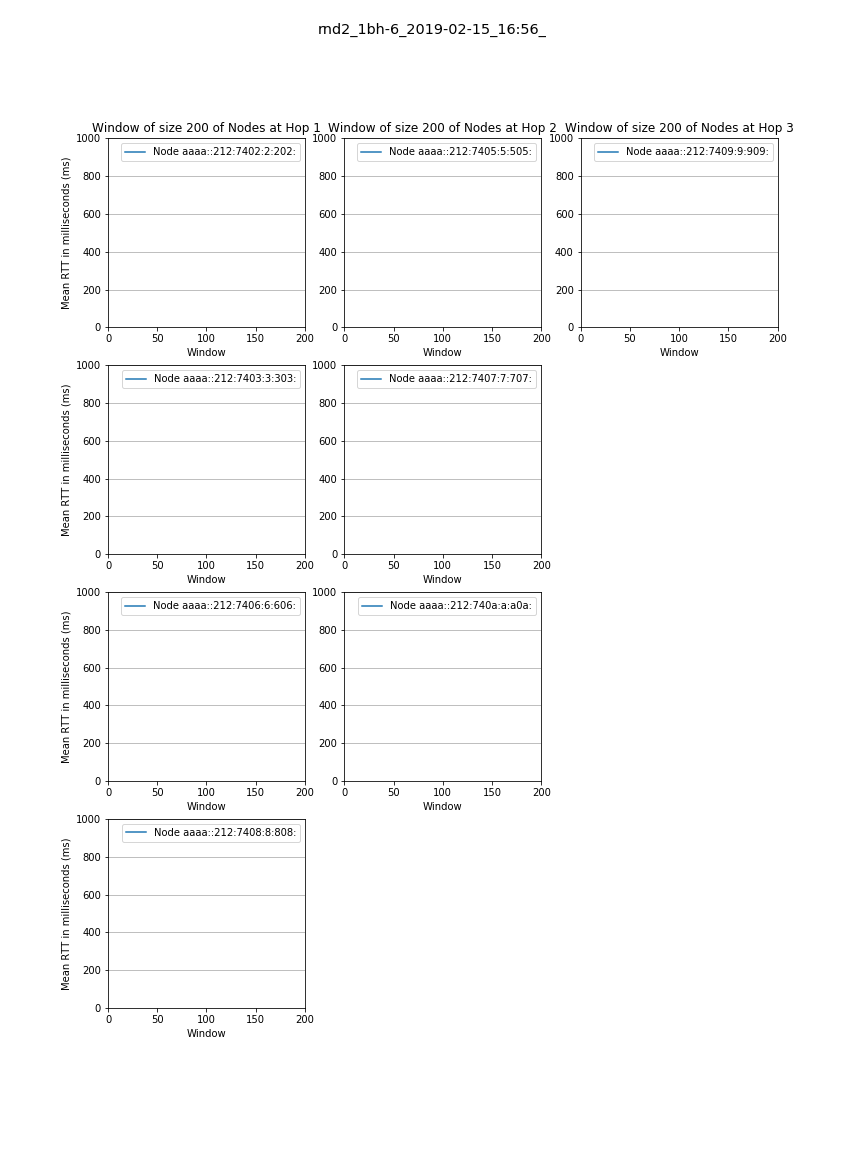 rnd2_1bh-6_2019-02-15_16:56_
Window of size 200 of Nodes at Hop 1
Mean RTT in milliseconds (ms)
1000
800
600
400
200
0
Node aaaa::212:7402:2:202:
0 50 100 150 200
Window
Window of size 200 of Nodes at Hop 2
1000
800
600
400
200
0
Node aaaa::212:7405:5:505:
0 50 100 150 200
Window
Window of size 200 of Nodes at Hop 3
1000
800
600
400
200
0
Node aaaa::212:7409:9:909:
0 50 100 150 200
Window
Mean RTT in milliseconds (ms)
1000
800
600
400
200
0
Node aaaa::212:7403:3:303:
0 50 100 150 200
Window
1000
800
600
400
200
0
Node aaaa::212:7407:7:707:
0 50 100 150 200
Window
Mean RTT in milliseconds (ms)
1000
800
600
400
200
0
Node aaaa::212:7406:6:606:
0 50 100 150 200
Window
1000
800
600
400
200
0
Node aaaa::212:740a:a:a0a:
0 50 100 150 200
Window
Mean RTT in milliseconds (ms)
1000
800
600
400
200
0
Node aaaa::212:7408:8:808:
0 50 100 150 200
Window